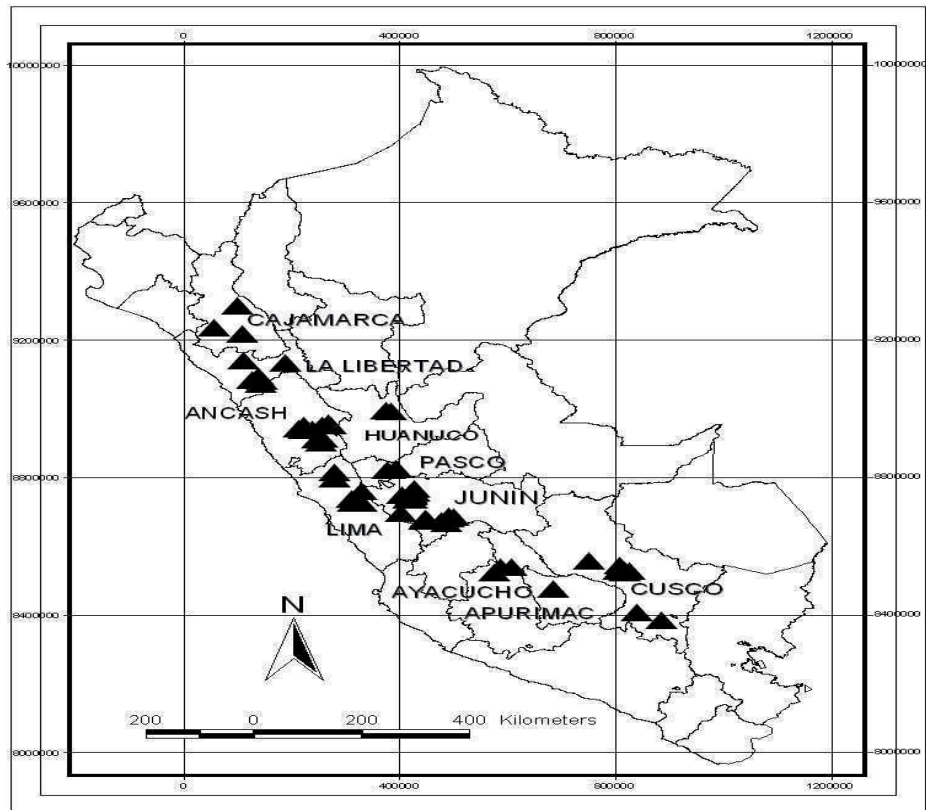 0 400000 800000 1200000
10000000 10000000
9600000 9600000
CAJAMARCA
9200000 9200000
LA LIBERTAD
ANCASH
HUANUCO
PASCO
8800000 8800000
JUNIN
LIMA
CUSCO
AYACUCHO
APURIMAC
N
8400000 8400000
200 0 200 400 Kilometers
8000000 8000000
0 400000 800000 1200000